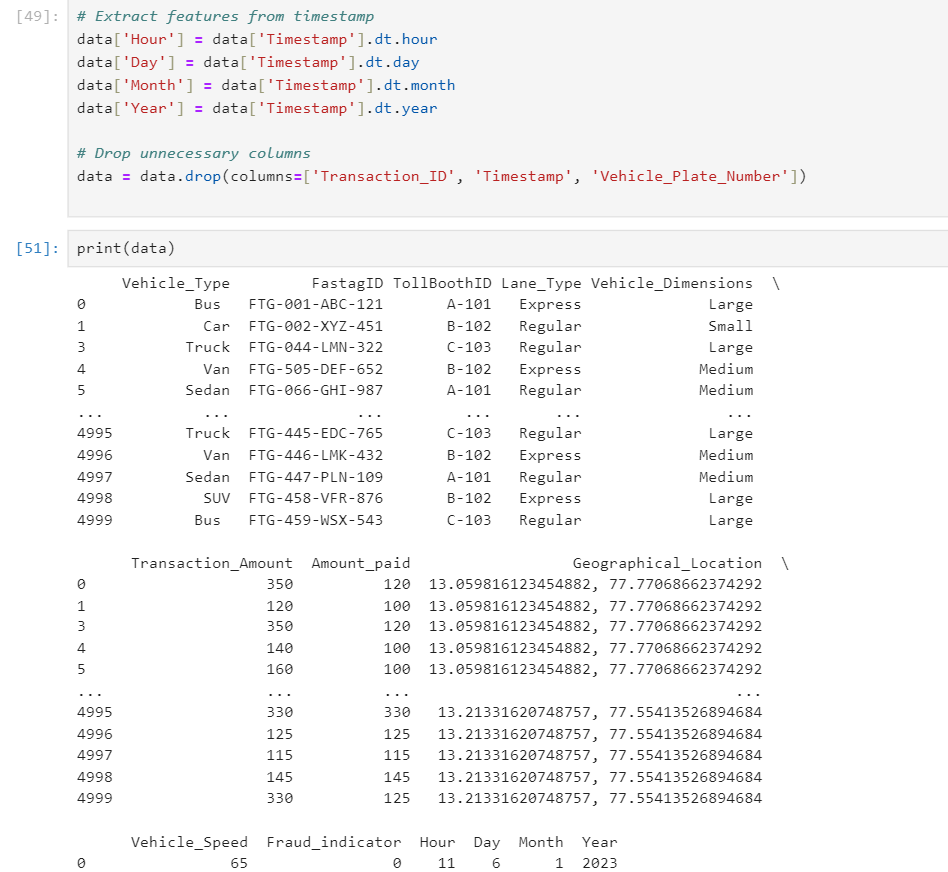 [49]: # Extract features from timestamp
data['Hour'] = data['Timestamp'].dt.hour
data['Day'] = data['Timestamp'].dt.day
data['Month'] = data['Timestamp'].dt.month
data['Year'] = data['Timestamp'].dt.year
# Drop unnecessary columns
data = data.drop(columns=['Transaction_ID', 'Timestamp', 'Vehicle_Plate_Number'])
[51]: print(data)
Vehicle_Type FastagID TollBoothID Lane_Type Vehicle_Dimensions \
0 Bus FTG-001-ABC-121 A-101 Express Large
1 Car FTG-002-XYZ-451 B-102 Regular Small
3 Truck FTG-044-LMN-322 C-103 Regular Large
4 Van FTG-505-DEF-652 B-102 Express Medium
5 Sedan FTG-066-GHI-987 A-101 Regular Medium
... ... ... ... ... ...
4995 Truck FTG-445-EDC-765 C-103 Regular Large
4996 Van FTG-446-LMK-432 B-102 Express Medium
4997 Sedan FTG-447-PLN-109 A-101 Regular Medium
4998 SUV FTG-458-VFR-876 B-102 Express Large
4999 Bus FTG-459-WSX-543 C-103 Regular Large
Transaction_Amount Amount_paid Geographical_Location \
0 350 120 13.059816123454882, 77.77068662374292
1 120 100 13.059816123454882, 77.77068662374292
3 350 120 13.059816123454882, 77.77068662374292
4 140 100 13.059816123454882, 77.77068662374292
5 160 100 13.059816123454882, 77.77068662374292
... ... ... ...
4995 330 330 13.21331620748757, 77.55413526894684
4996 125 125 13.21331620748757, 77.55413526894684
4997 115 115 13.21331620748757, 77.55413526894684
4998 145 145 13.21331620748757, 77.55413526894684
4999 330 125 13.21331620748757, 77.55413526894684
Vehicle_Speed Fraud_indicator Hour Day Month Year
0 65 0 11 6 1 2023